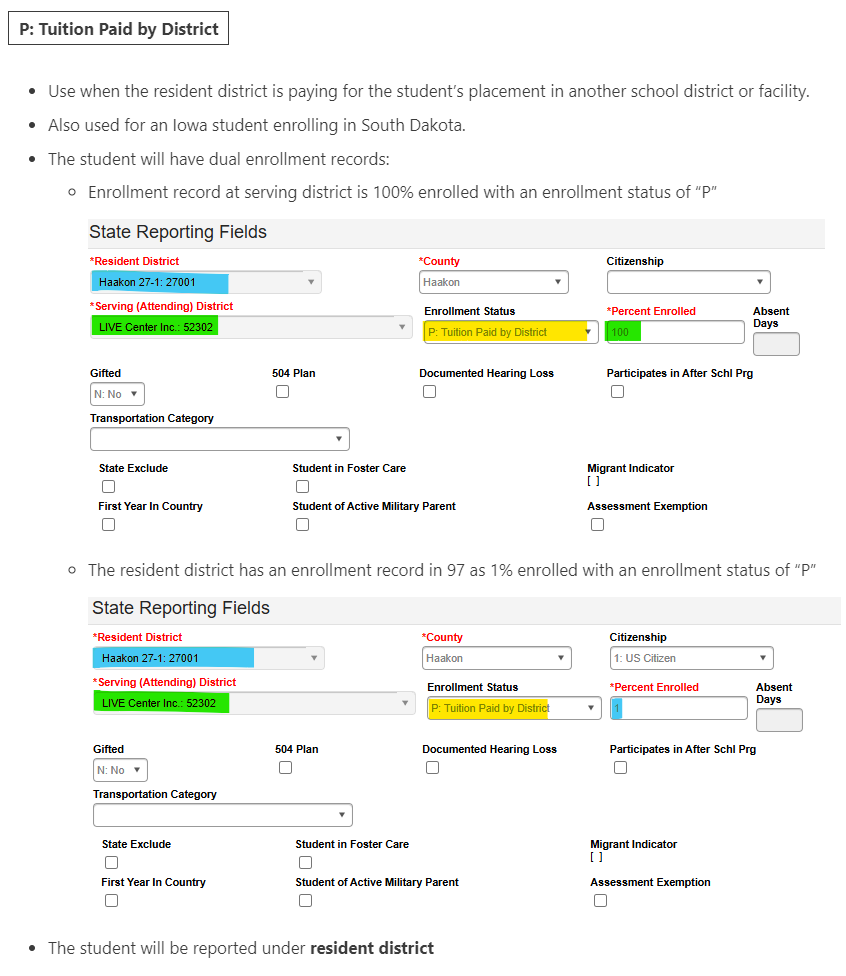 P: Tuition Paid by District
• Use when the resident district is paying for the student's placement in another school district or facility.
• Also used for an Iowa student enrolling in South Dakota.
• The student will have dual enrollment records:
○ Enrollment record at serving district is 100% enrolled with an enrollment status of “P”
State Reporting Fields
*Resident District *County Citizenship
Haakon 27-1: 27001 Haakon
*Serving (Attending) District Enrollment Status *Percent Enrolled Absent Days
LIVE Center Inc.: 52302 P: Tuition Paid by District 100
Gifted 504 Plan Documented Hearing Loss Participates in After Schl Prg
N: No
Transportation Category
State Exclude Student in Foster Care Migrant Indicator
[ ]
First Year In Country Student of Active Military Parent Assessment Exemption
○ The resident district has an enrollment record in 97 as 1% enrolled with an enrollment status of “P”
State Reporting Fields
*Resident District *County Citizenship
Haakon 27-1: 27001 Haakon 1: US Citizen
*Serving (Attending) District Enrollment Status *Percent Enrolled Absent Days
LIVE Center Inc.: 52302 P: Tuition Paid by District 1
Gifted 504 Plan Documented Hearing Loss Participates in After Schl Prg
N: No
Transportation Category
State Exclude Student in Foster Care Migrant Indicator
[ ]
First Year In Country Student of Active Military Parent Assessment Exemption
• The student will be reported under resident district